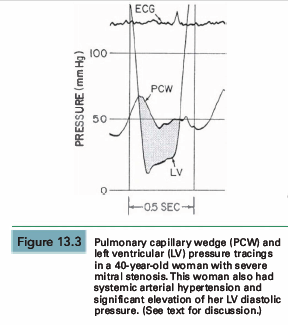 ECG
100
PCW
50
PRESSURE (mm Hg)
LV
0
0.5 SEC
Figure 13.3 Pulmonary capillary wedge (PCW) and
left ventricular (LV) pressure tracings
in a 40-year-old woman with severe
mitral stenosis. This woman also had
systemic arterial hypertension and
significant elevation of her LV diastolic
pressure. (See text for discussion.)